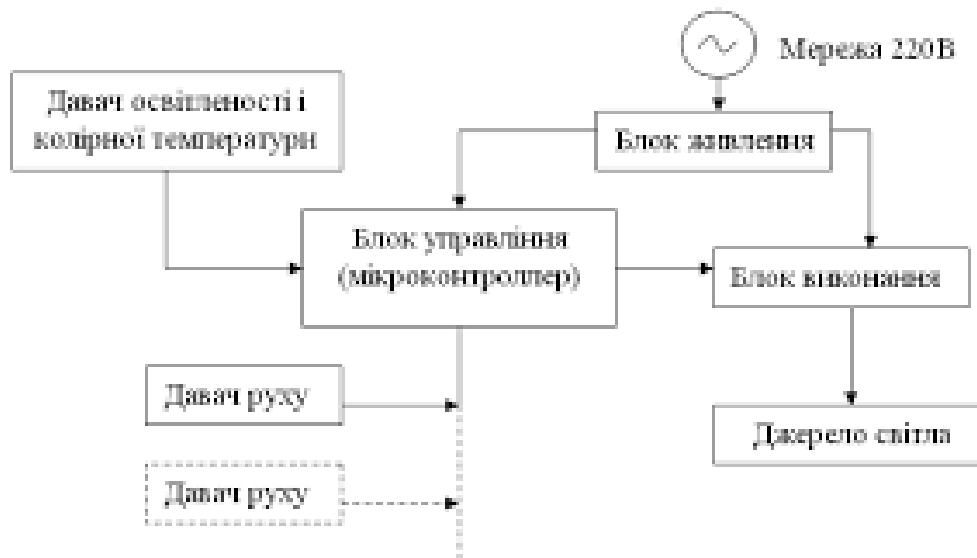 Мережа 220В
Давач освітленості і
колірної температури
Блок живлення
Блок управління
(мікроконтроллер)
Блок виконання
Давач руху
Джерело світла
Давач руху